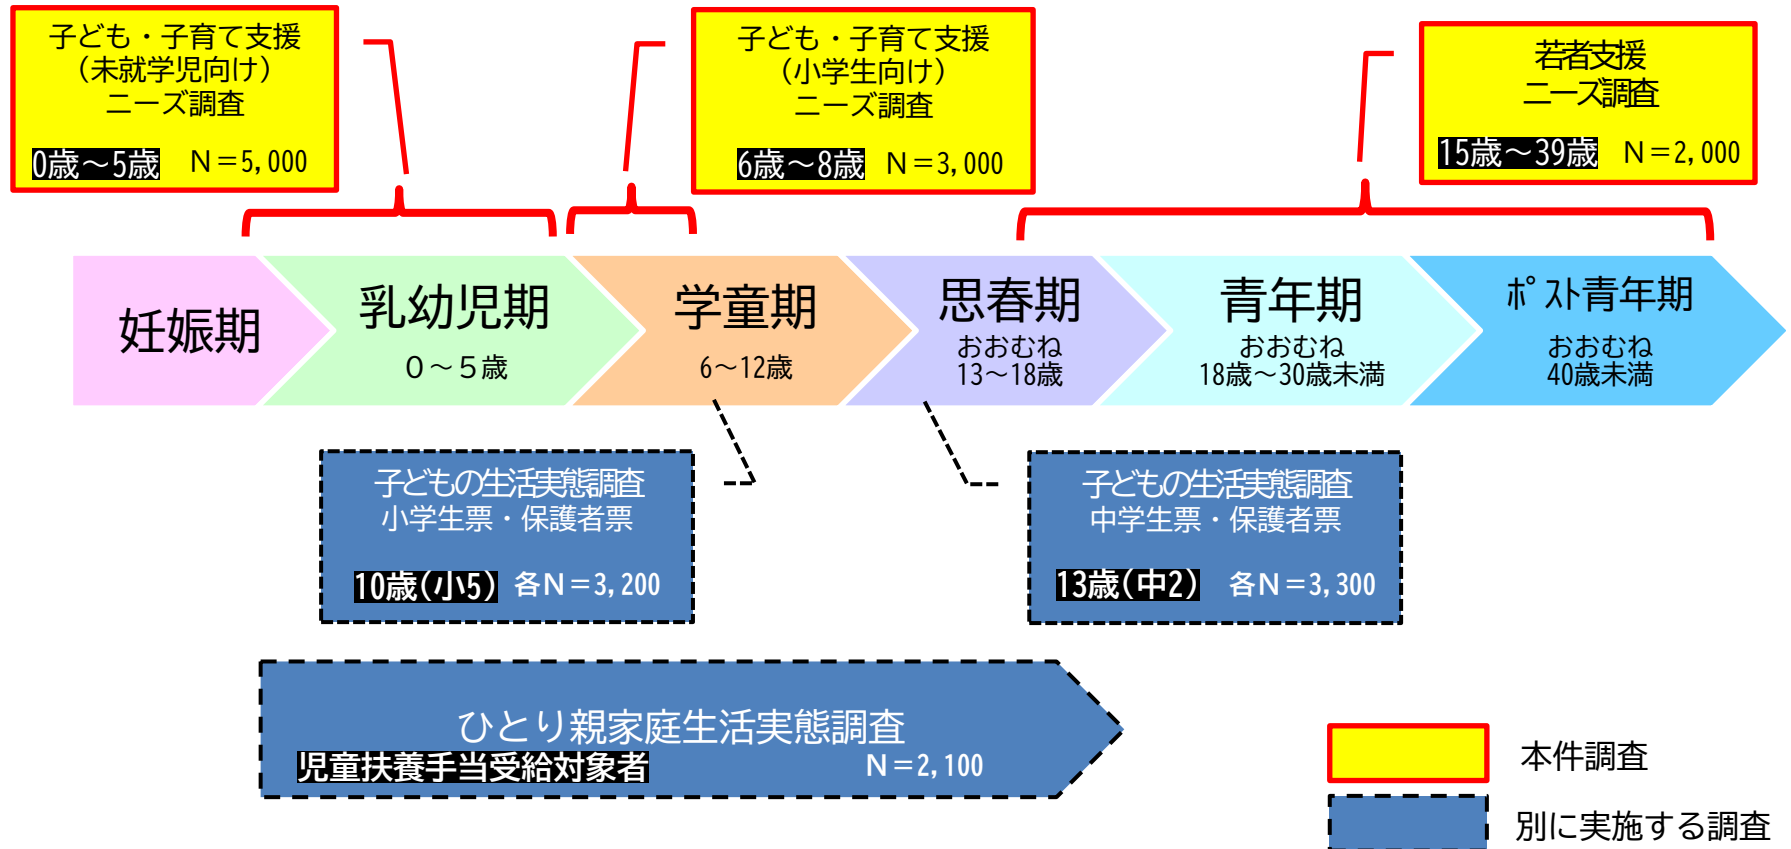 子ども・子育て支援
（未就学児向け）
ニーズ調査
0歳～5歳 N＝5,000
子ども・子育て支援
（小学生向け）
ニーズ調査
6歳～8歳 N＝3,000
若者支援
ニーズ調査
15歳～39歳 N＝2,000
妊娠期
乳幼児期
０～５歳
学童期
6～12歳
思春期
おおむね
13～18歳
青年期
おおむね
18歳～30歳未満
ﾎﾟｽﾄ青年期
おおむね
40歳未満
子どもの生活実態調査
小学生票・保護者票
10歳(小5) 各N＝3,200
子どもの生活実態調査
中学生票・保護者票
13歳(中2) 各N＝3,300
ひとり親家庭生活実態調査
児童扶養手当受給対象者 N＝2,100
本件調査
別に実施する調査